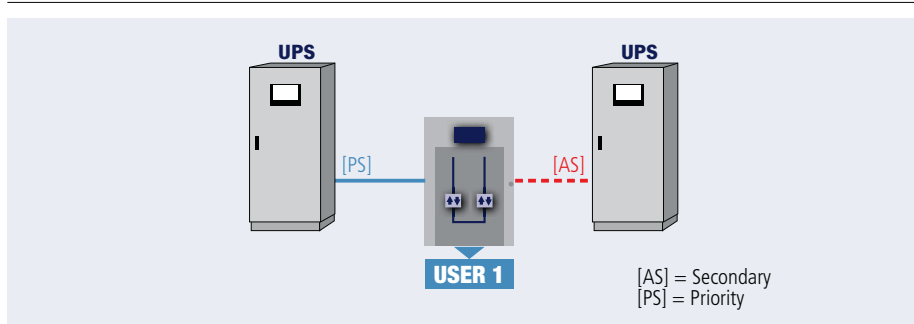 UPS
UPS
[PS]
[AS]
USER 1
[AS] = Secondary
[PS] = Priority